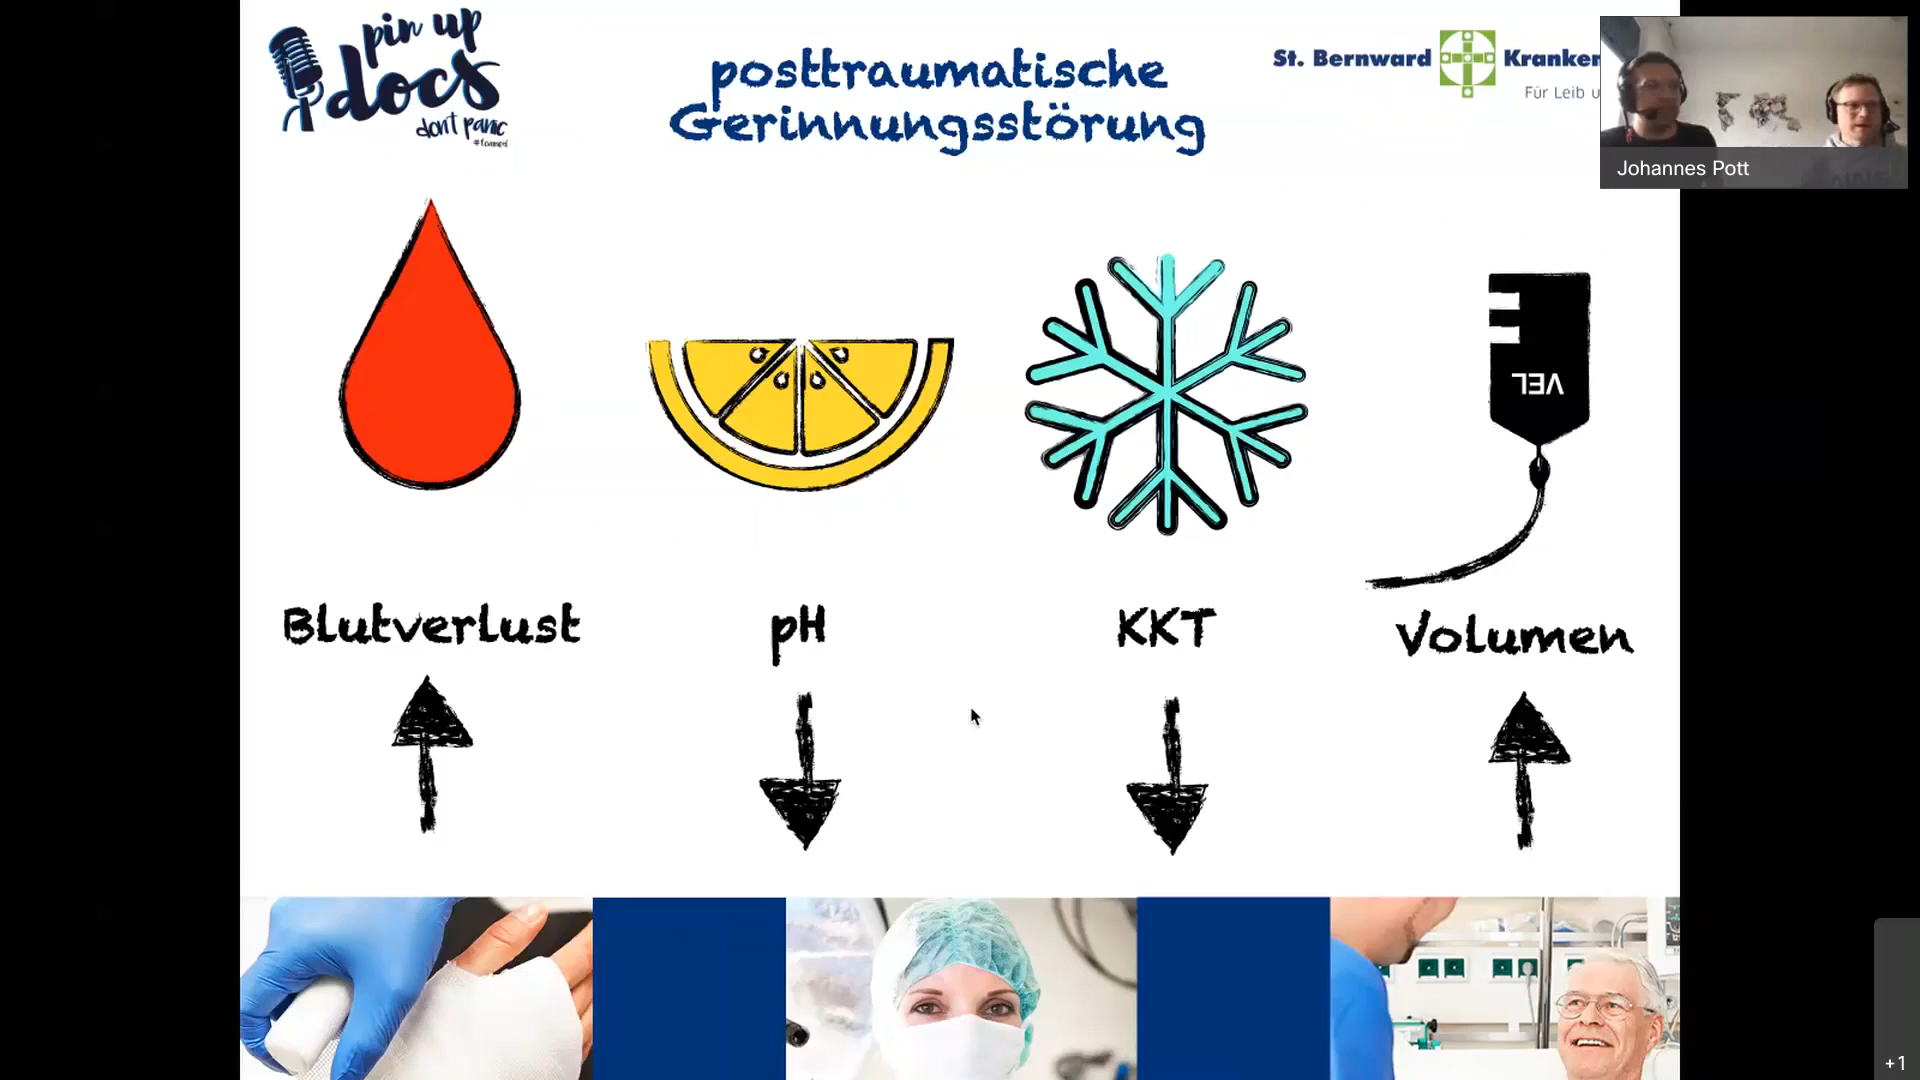 pin up
docs
don't panic
#foamed
posttraumatische
Gerinnungsstörung
St. Bernward Kranken
Für Leib u
Johannes Pott
VEL
Blutverlust
pH
KKT
Volumen
+1